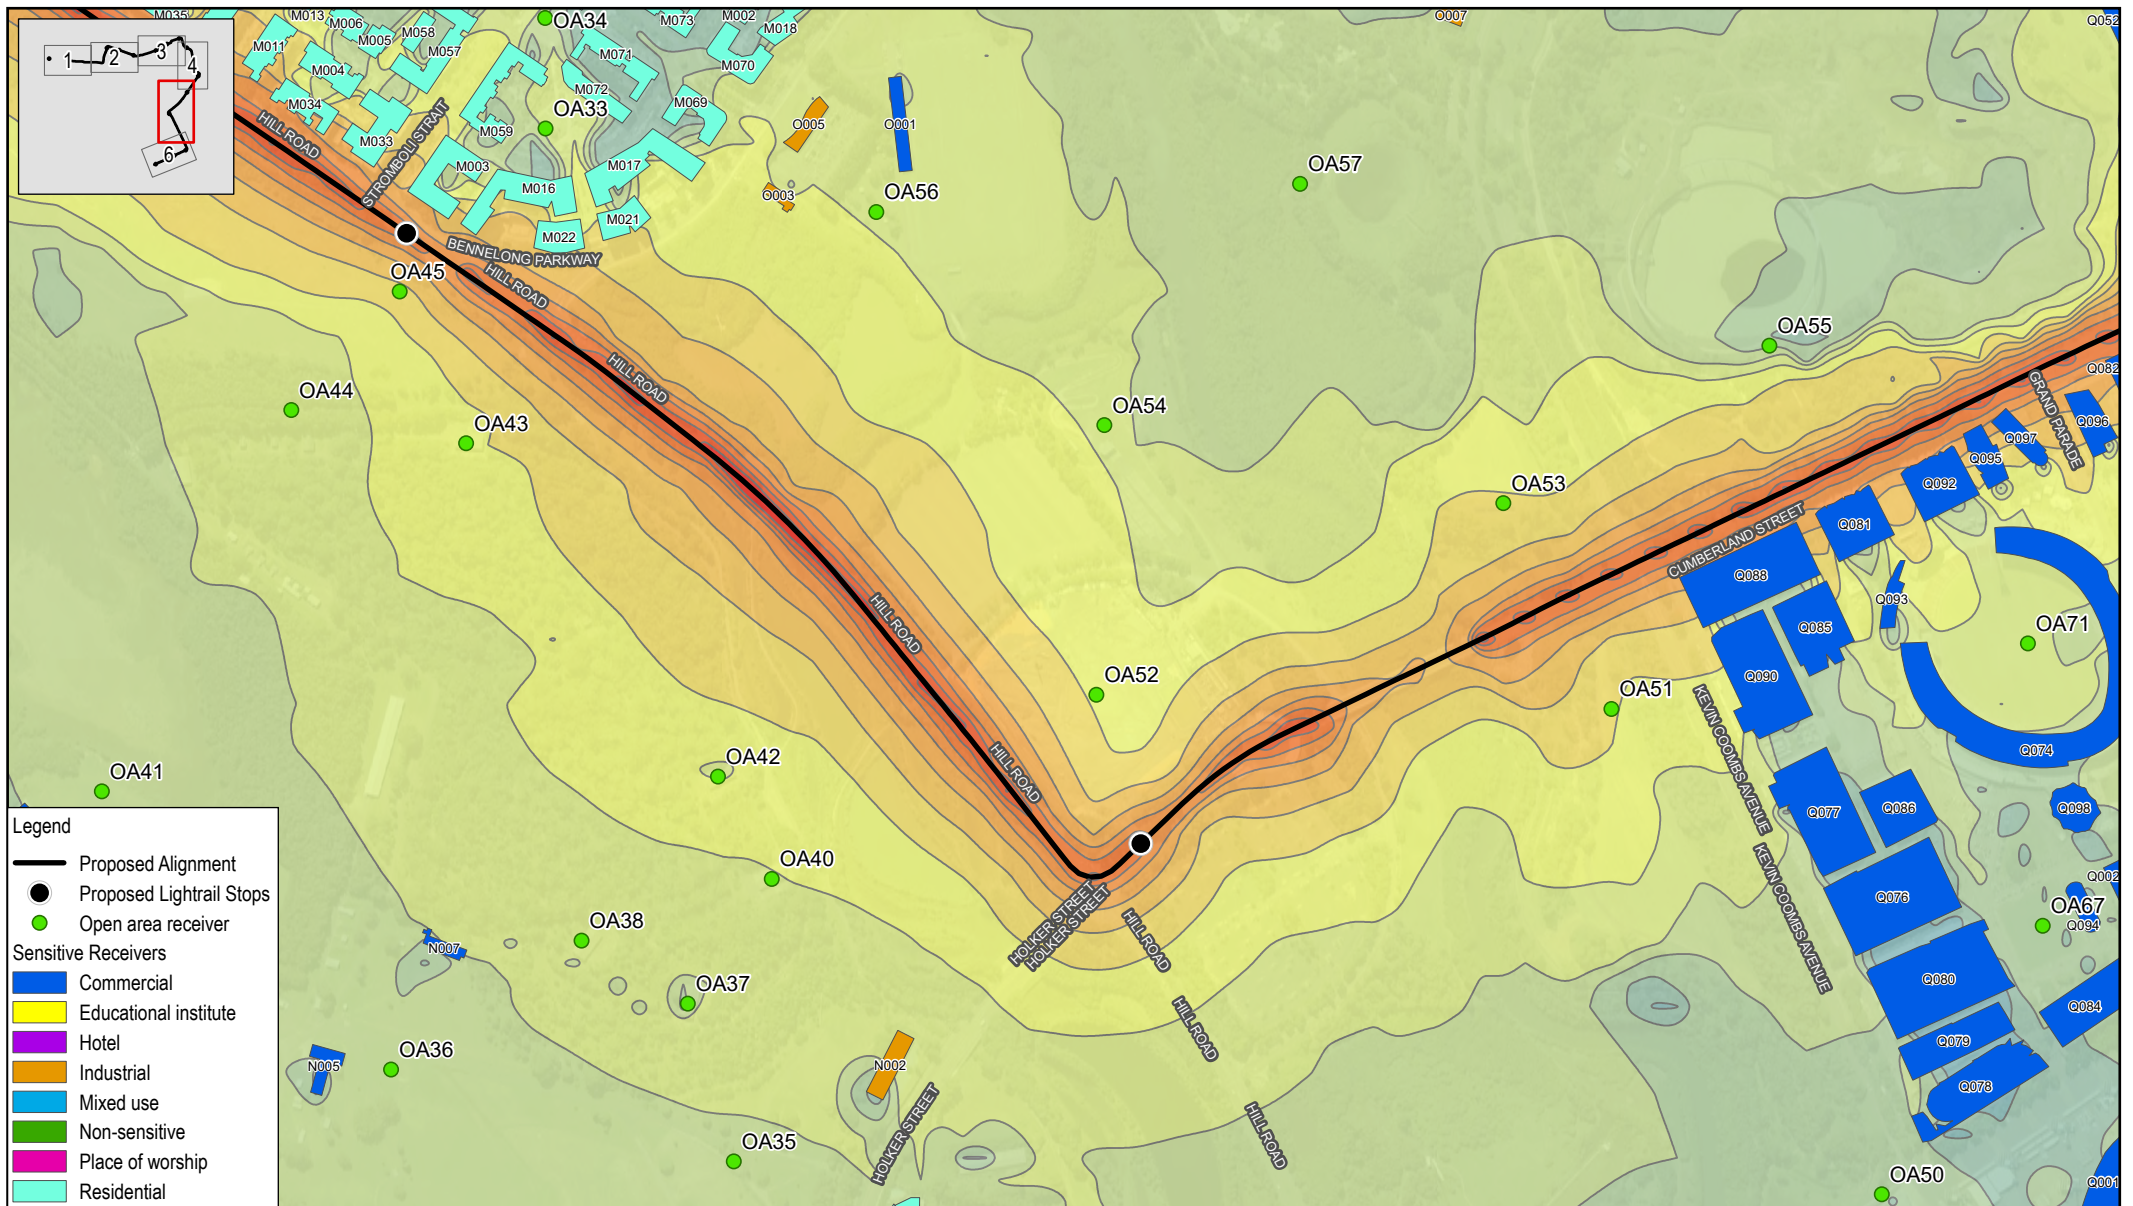 M035
M013
M006
M005
M058
M057
M011
M004
M034
M033
M059
OA34
M073
M002
M018
M071
M070
M072
M069
OA33
M003
M016
M017
M021
M022
O005
O001
O003
O007
Q052
1
2
3
4
6
HILL ROAD
STROMBOLI STRAIT
BENNELONG PARKWAY
HILL ROAD
OA45
OA56
OA57
OA55
OA44
OA43
HILL ROAD
OA54
OA53
GRAND PARADE
Q082
Q096
Q097
Q095
Q092
Q081
CUMBERLAND STREET
Q088
Q093
Q085
Q090
OA71
Q074
HILL ROAD
OA52
OA51
KEVIN COOMBS AVENUE
OA42
HILL ROAD
OA41
Q077
Q086
Q098
KEVIN COOMBS AVENUE
Q076
Q002
OA67
Q094
OA40
OA38
N007
OA37
HOLKER STREET
HOLKER STREET
HILL ROAD
Q080
Q084
Q079
Q078
HILL ROAD
OA36
N005
N002
HOLKER STREET
HILL ROAD
OA35
OA50
Q001
Legend
Proposed Alignment
Proposed Lightrail Stops
Open area receiver
Sensitive Receivers
Commercial
Educational institute
Hotel
Industrial
Mixed use
Non-sensitive
Place of worship
Residential